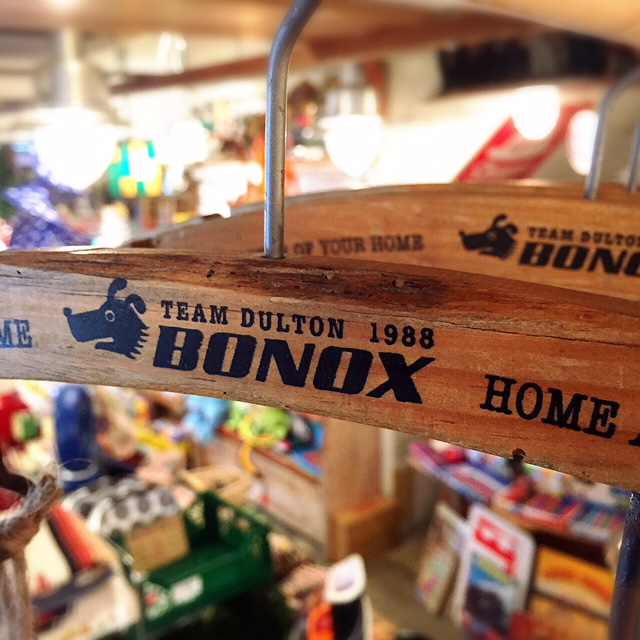 OF YOUR HOME
TEAM DULTON
BONO
ME
TEAM DULTON 1988
BONOX
HOME